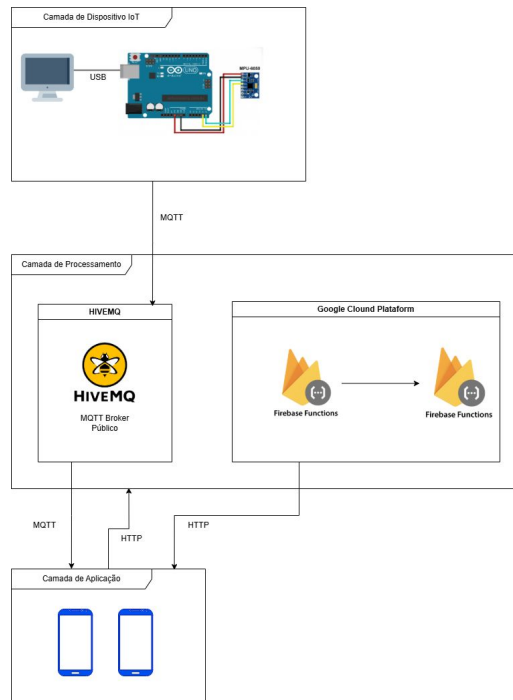 Camada de Dispositivo IoT
MPU-6050
USB
UNO
MQTT
Camada de Processamento
HIVEMQ
Google Clound Plataform
HIVEMQ
MQTT Broker
Público
Firebase Functions
Firebase Functions
MQTT
HTTP
HTTP
Camada de Aplicação